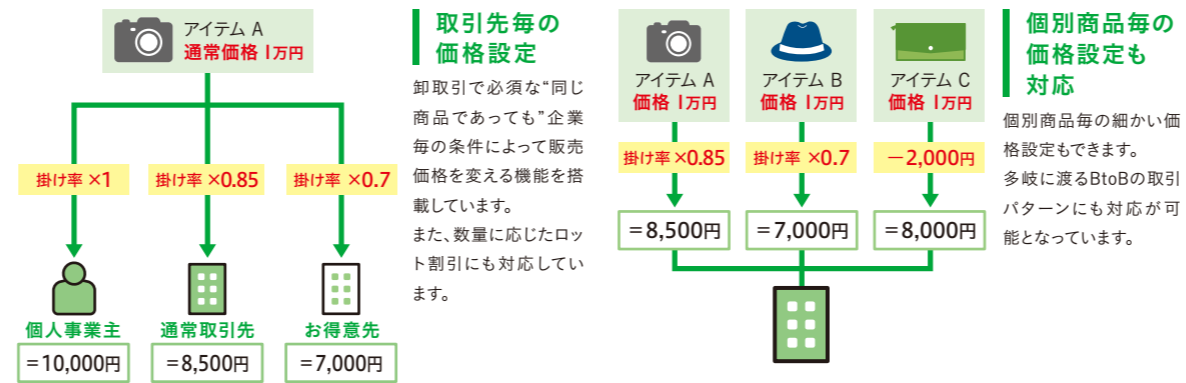 アイテム A
通常価格 1万円
掛け率 ×1
掛け率 ×0.85
掛け率 ×0.7
個人事業主
通常取引先
お得意先
＝10,000円
＝8,500円
＝7,000円
取引先毎の
価格設定
卸取引で必須な“同じ
商品であっても”企業
毎の条件によって販売
価格を変える機能を搭
載しています。
また、数量に応じたロッ
ト割引にも対応してい
ます。
アイテム A
価格 1万円
アイテム B
価格 1万円
アイテム C
価格 1万円
掛け率 ×0.85
掛け率 ×0.7
－2,000円
＝8,500円
＝7,000円
＝8,000円
個別商品毎の
価格設定も
対応
個別商品毎の細かい価
格設定もできます。
多岐に渡るBtoBの取引
パターンにも対応が可
能となっています。